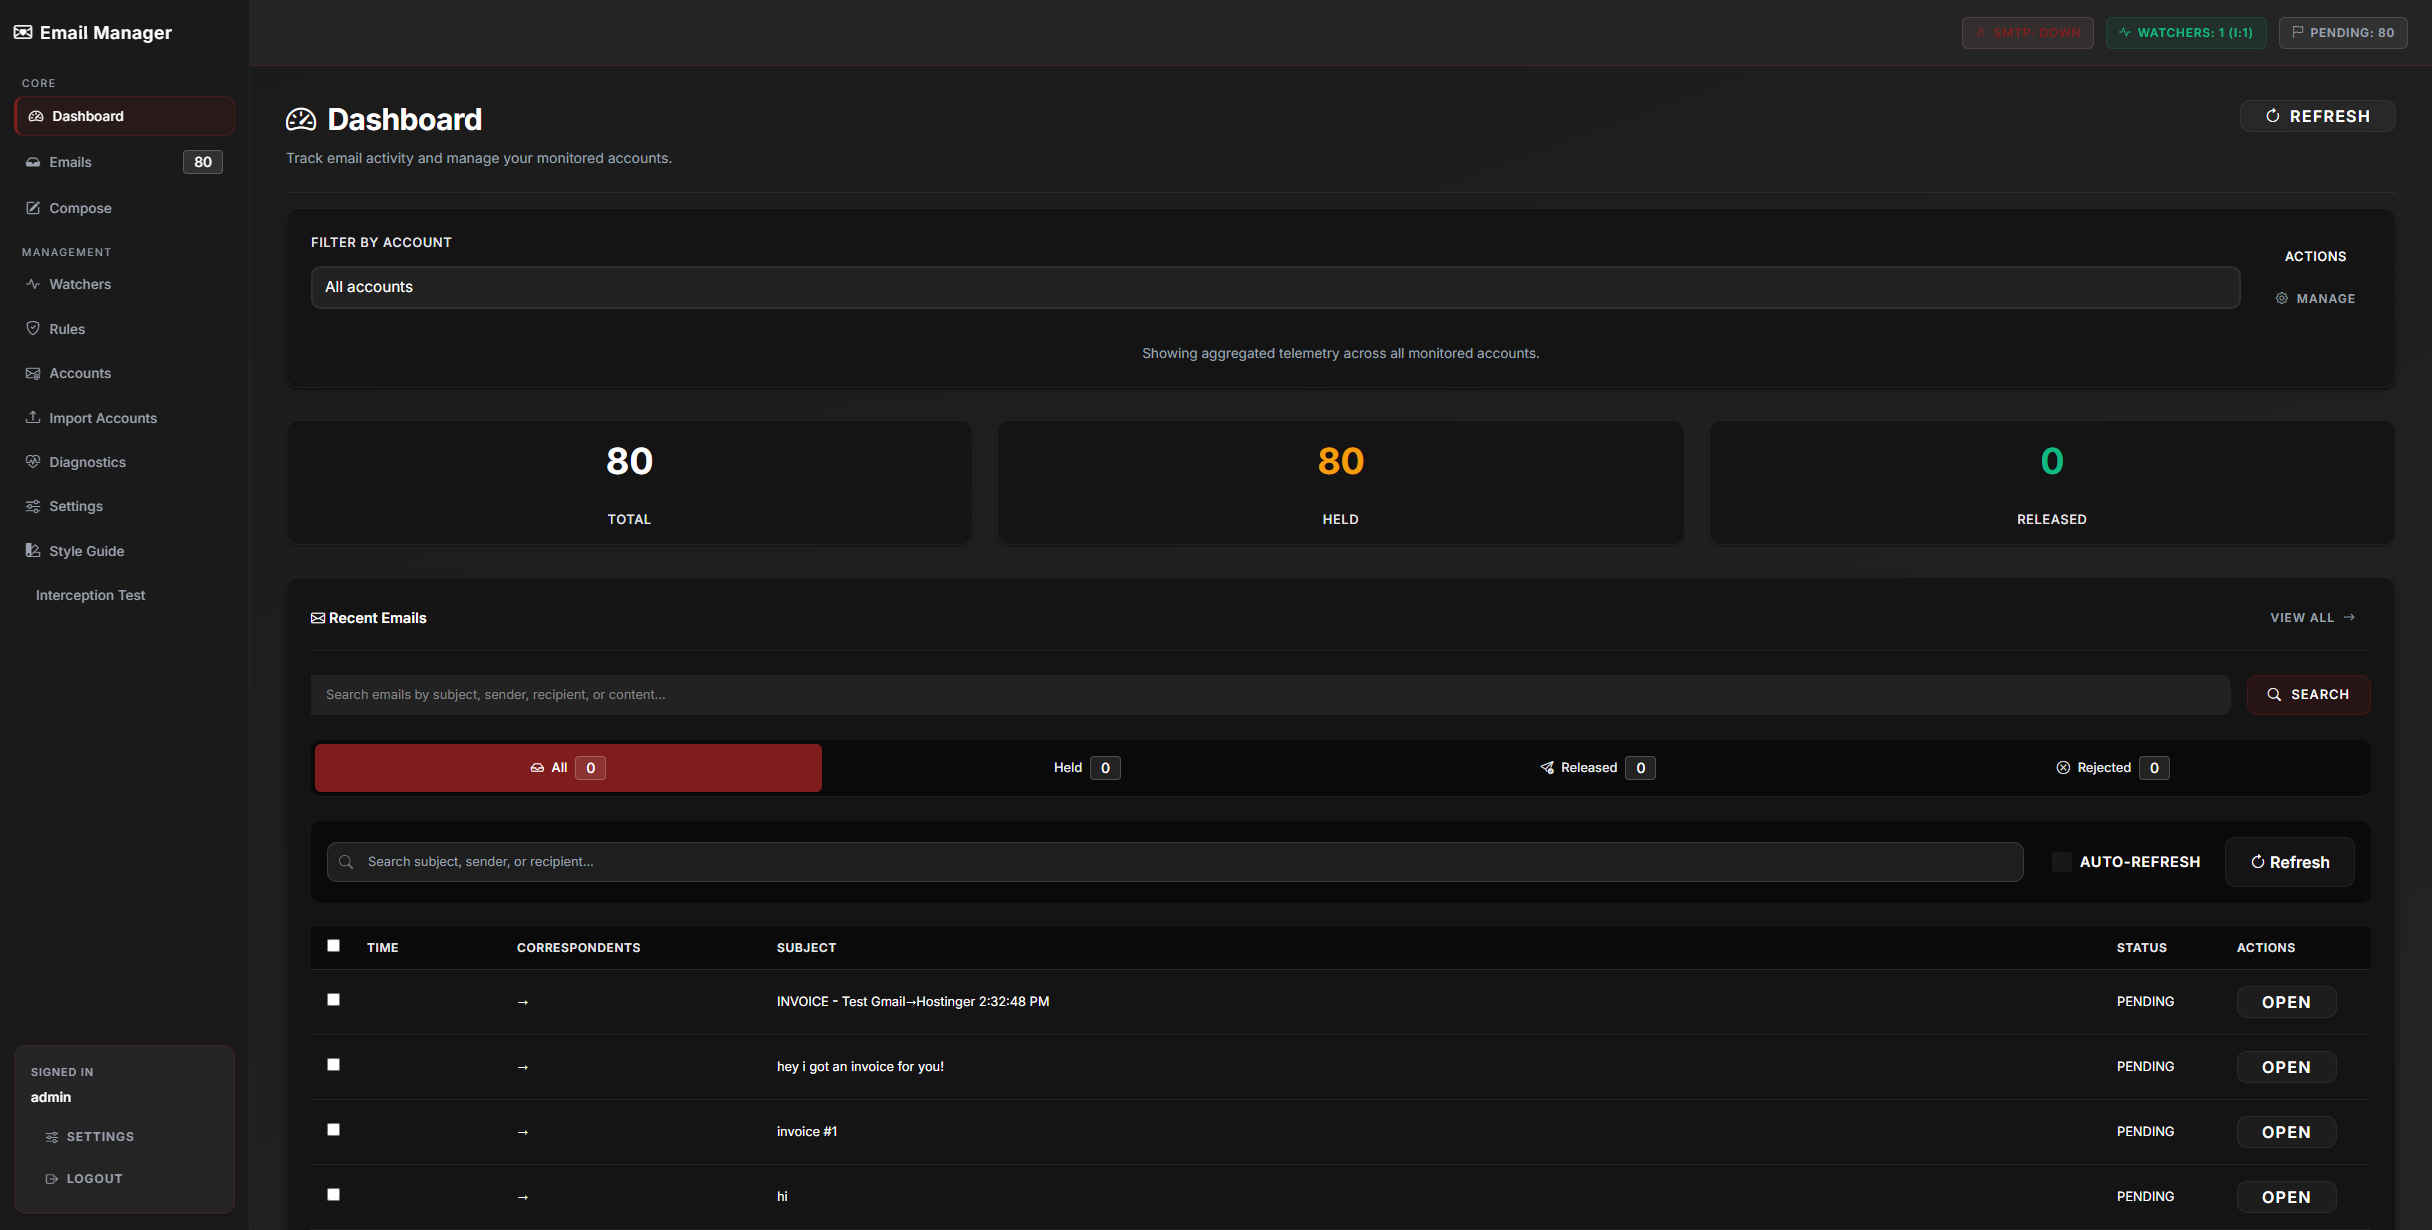 Email Manager
SMTP: DOWN
WATCHERS: 1 (I:1)
PENDING: 80
CORE
Dashboard
Emails 80
Compose
MANAGEMENT
Watchers
Rules
Accounts
Import Accounts
Diagnostics
Settings
Style Guide
Interception Test
SIGNED IN
admin
SETTINGS
LOGOUT
Dashboard
REFRESH
Track email activity and manage your monitored accounts.
FILTER BY ACCOUNT
All accounts
ACTIONS
MANAGE
Showing aggregated telemetry across all monitored accounts.
80
TOTAL
80
HELD
0
RELEASED
Recent Emails
VIEW ALL →
Search emails by subject, sender, recipient, or content...
SEARCH
All 0
Held 0
Released 0
Rejected 0
Search subject, sender, or recipient...
AUTO-REFRESH
Refresh
TIME CORRESPONDENTS SUBJECT STATUS ACTIONS
→ INVOICE - Test Gmail→Hostinger 2:32:48 PM PENDING OPEN
→ hey i got an invoice for you! PENDING OPEN
→ invoice #1 PENDING OPEN
→ hi PENDING OPEN